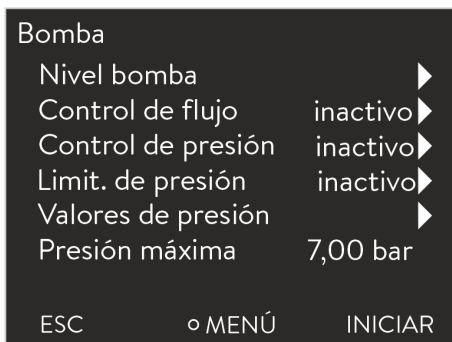 Bomba
Nivel bomba
Control de flujo inactivo
Control de presión inactivo
Limit. de presión inactivo
Valores de presión
Presión máxima 7,00 bar
ESC MENÚ INICIAR